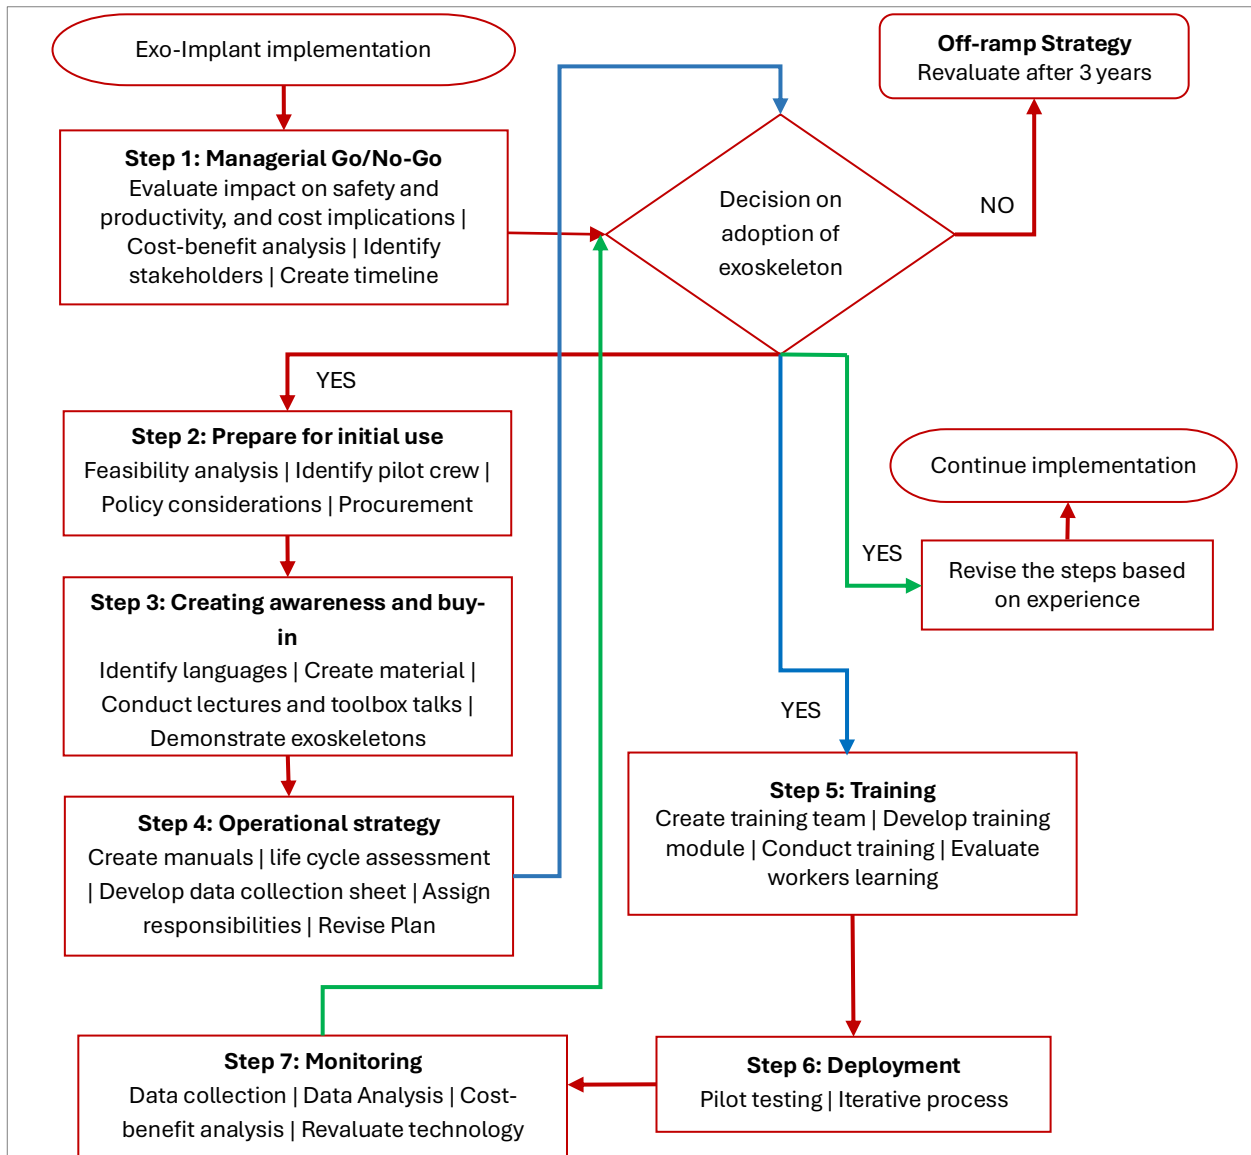 Exo-Implant implementation
Off-ramp Strategy
Revaluate after 3 years
Step 1: Managerial Go/No-Go
Evaluate impact on safety and
productivity, and cost implications |
Cost-benefit analysis | Identify
stakeholders | Create timeline
Decision on
adoption of
exoskeleton
NO
YES
Step 2: Prepare for initial use
Feasibility analysis | Identify pilot crew |
Policy considerations | Procurement
Continue implementation
YES
Revise the steps based
on experience
Step 3: Creating awareness and buy-
in
Identify languages | Create material |
Conduct lectures and toolbox talks |
Demonstrate exoskeletons
YES
Step 4: Operational strategy
Create manuals | life cycle assessment
| Develop data collection sheet | Assign
responsibilities | Revise Plan
Step 5: Training
Create training team | Develop training
module | Conduct training | Evaluate
workers learning
Step 6: Deployment
Pilot testing | Iterative process
Step 7: Monitoring
Data collection | Data Analysis | Cost-
benefit analysis | Revaluate technology